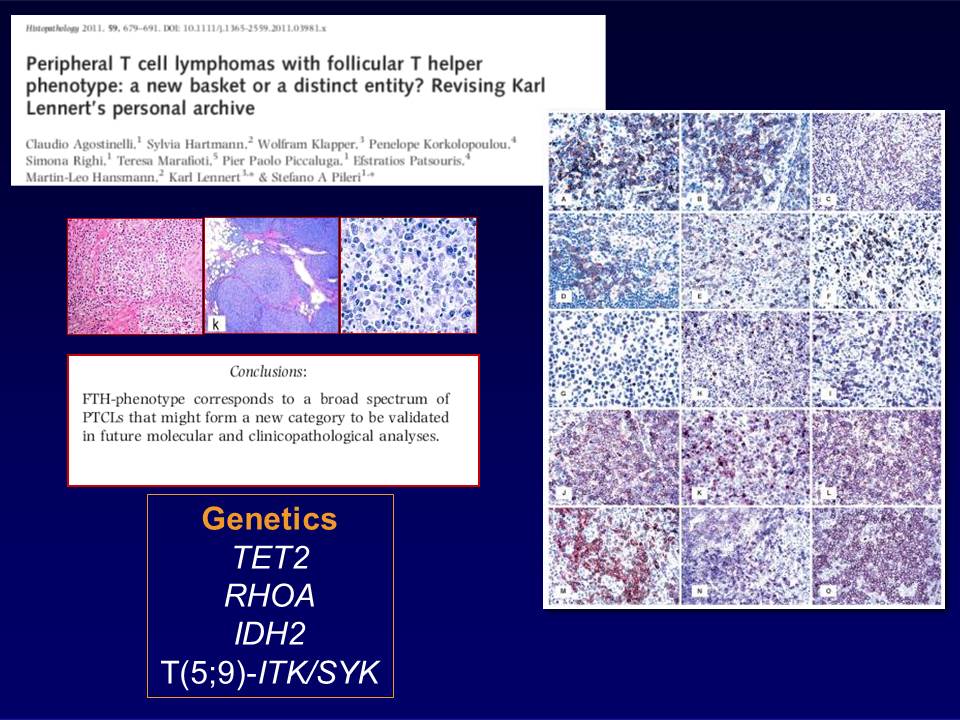 Histopathology 2011, 59, 679–691. DOI: 10.1111/j.1365-2559.2011.03981.x
Peripheral T cell lymphomas with follicular T helper
phenotype: a new basket or a distinct entity? Revising Karl
Lennert's personal archive
Claudio Agostinelli,1 Sylvia Hartmann,2 Wolfram Klapper,3 Penelope Korkolopoulou,4
Simona Righi,1 Teresa Marafioti,5 Pier Paolo Piccaluga,1 Efstratios Patsouris,4
Martin-Leo Hansmann,2 Karl Lennert3,* & Stefano A Pileri1,*
k
Conclusions:
FTH-phenotype corresponds to a broad spectrum of
PTCLs that might form a new category to be validated
in future molecular and clinicopathological analyses.
Genetics
TET2
RHOA
IDH2
T(5;9)-ITK/SYK
A B C
D E F
G H I
J K L
M N O